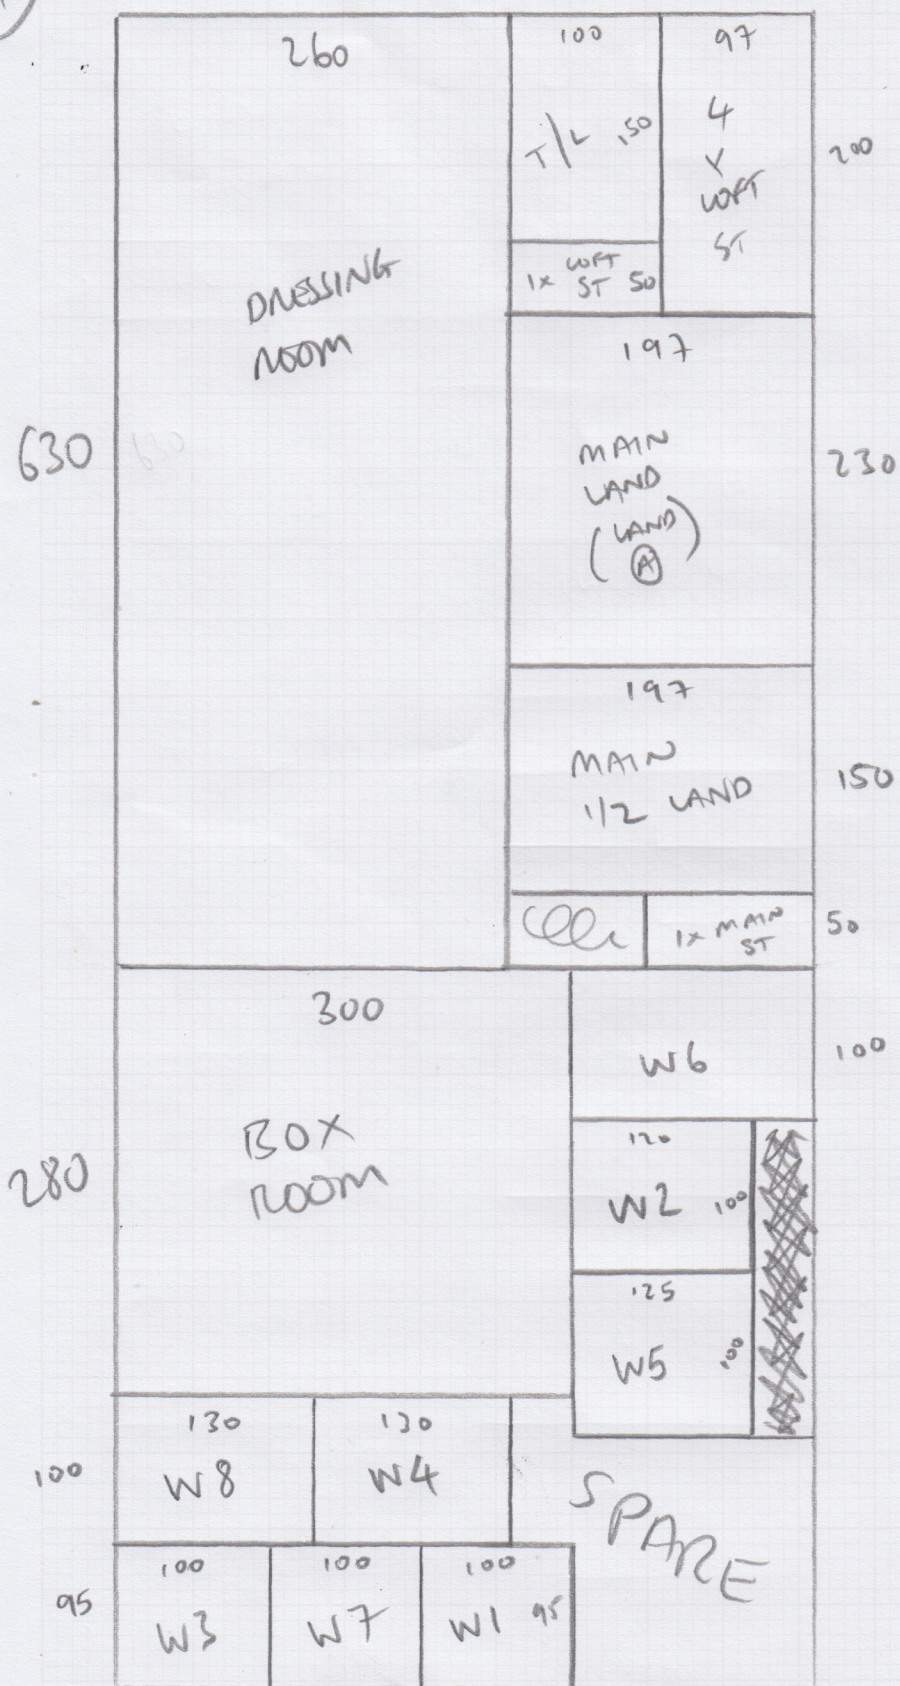 260
100
97
T/L 150
4
X
LOFT
ST
200
1x LOFT
ST 50
DRESSING
ROOM
630
630
197
MAIN
LAND
(LAND)
A
230
197
MAIN
1/2 LAND
150
1x MAIN
ST
50
300
BOX
ROOM
280
W6
100
120
W2 100
125
W5 100
130
W8
130
W4
100
SPARE
100
W3
100
W7
100
W1 95
95